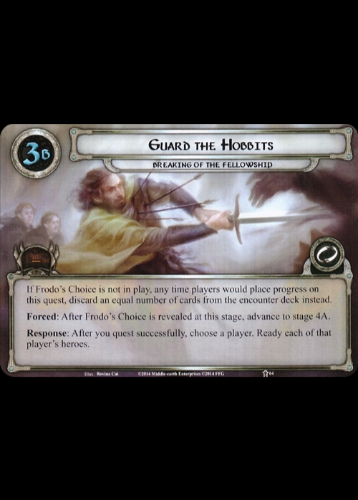 3B
GUARD THE HOBBITS
BREAKING OF THE FELLOWSHIP
If Frodo's Choice is not in play, any time players would place progress on
this quest, discard an equal number of cards from the encounter deck instead.
Forced: After Frodo's Choice is revealed at this stage, advance to stage 4A.
Response: After you quest successfully, choose a player. Ready each of that
player's heroes.
©2014 Middle-earth Enterprises ©2014 FFG